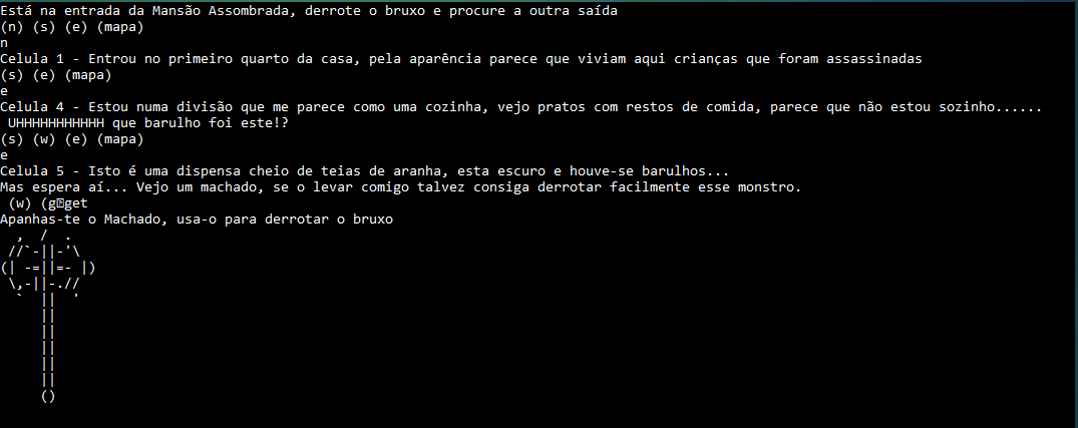 Está na entrada da Mansão Assombrada, derrote o bruxo e procure a outra saída
(n) (s) (e) (mapa)
n
Celula 1 - Entrou no primeiro quarto da casa, pela aparência parece que viviam aqui crianças que foram assassinadas
(s) (e) (mapa)
e
Celula 4 - Estou numa divisão que me parece como uma cozinha, vejo pratos com restos de comida, parece que não estou sozinho......
 UHHHHHHHHHHH que barulho foi este!?
(s) (w) (e) (mapa)
e
Celula 5 - Isto é uma dispensa cheio de teias de aranha, esta escuro e houve-se barulhos...
Mas espera aí... Vejo um machado, se o levar comigo talvez consiga derrotar facilmente esse monstro.
 (w) (g⍰get
Apanhas-te o Machado, usa-o para derrotar o bruxo
  ,  /  .
 //`-||-'\
(| -=||=- |)
 \,-||-.//
  `  ||  '
     ||
     ||
     ||
     ||
     ||
     ()